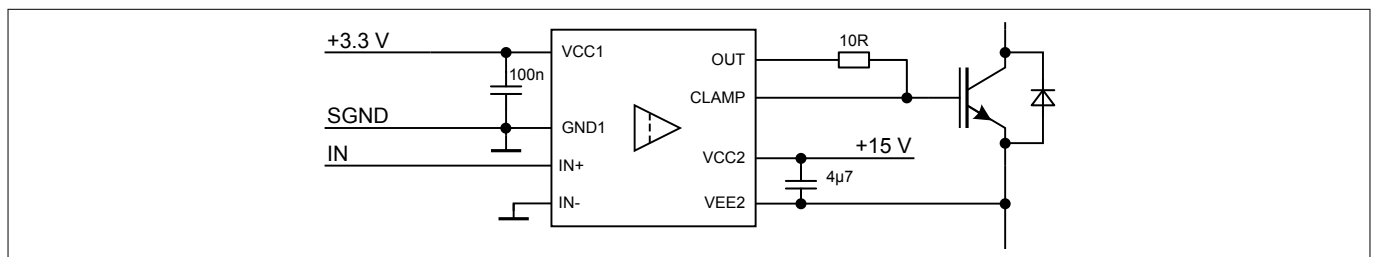 +3.3 V
VCC1
100n
SGND
GND1
IN
IN+
IN-
OUT
10R
CLAMP
VCC2
+15 V
4µ7
VEE2